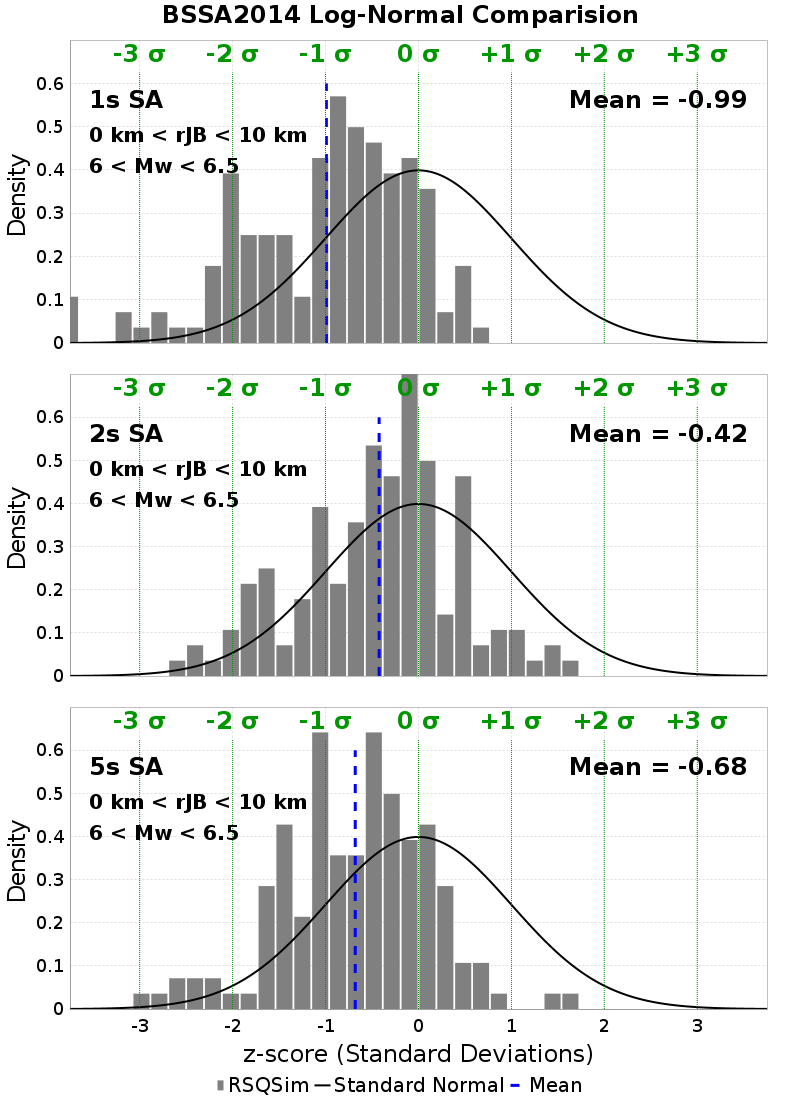 BSSA2014 Log-Normal Comparision
-3 σ -2 σ -1 σ 0 σ +1 σ +2 σ +3 σ
1s SA Mean = -0.99
0 km < rJB < 10 km
6 < Mw < 6.5
0.6
0.5
0.4
0.3
0.2
0.1
0
Density
-3 σ -2 σ -1 σ 0 σ +1 σ +2 σ +3 σ
2s SA Mean = -0.42
0 km < rJB < 10 km
6 < Mw < 6.5
0.6
0.5
0.4
0.3
0.2
0.1
0
Density
-3 σ -2 σ -1 σ 0 σ +1 σ +2 σ +3 σ
5s SA Mean = -0.68
0 km < rJB < 10 km
6 < Mw < 6.5
0.6
0.5
0.4
0.3
0.2
0.1
0
Density
-3 -2 -1 0 1 2 3
z-score (Standard Deviations)
RSQSim Standard Normal Mean